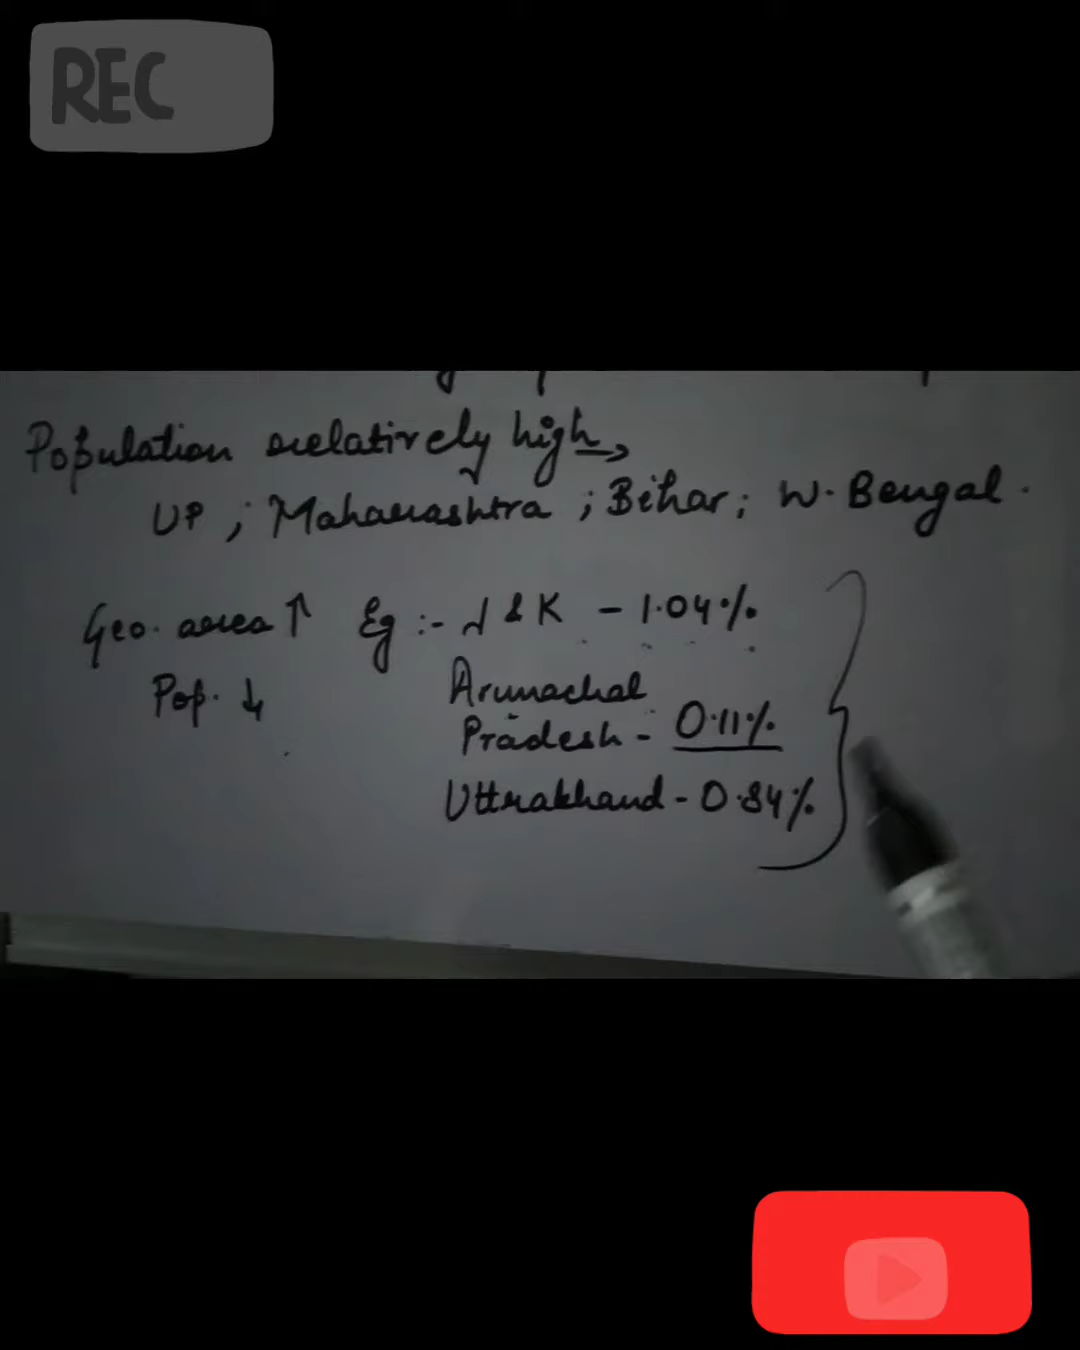 REC
Population relatively high →
UP ; Maharashtra ; Bihar ; W. Bengal.
Geo. area ↑ Eg :- J & K - 1.04%
Pop. ↓ Arunachal
Pradesh - 0.11%
Uttrakhand - 0.84%